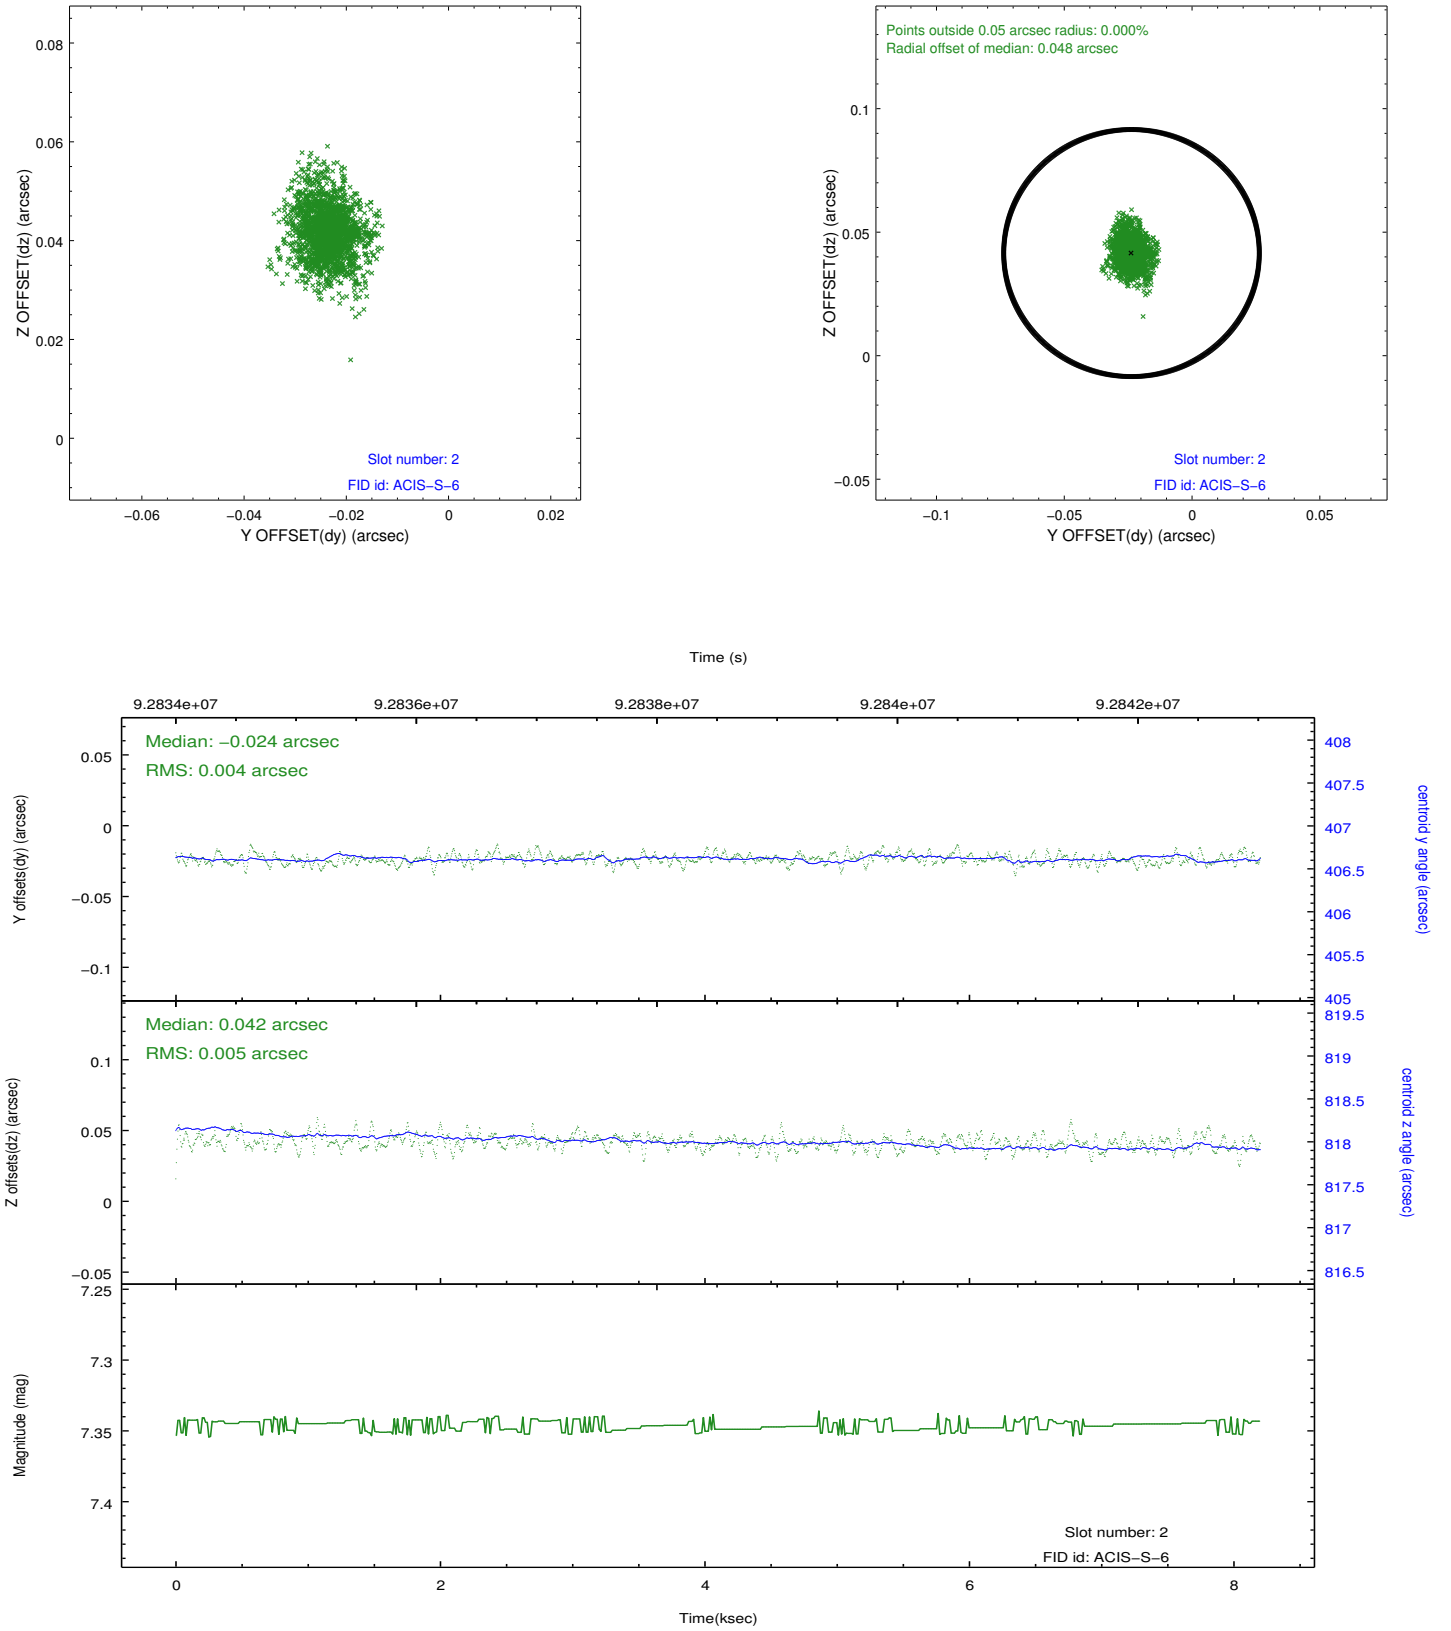 0.08
0.06
0.04
0.02
0
Z OFFSET(dz) (arcsec)
Slot number: 2
FID id: ACIS−S−6
−0.06
−0.04
−0.02
0
0.02
Y OFFSET(dy) (arcsec)
Points outside 0.05 arcsec radius: 0.000%
Radial offset of median: 0.048 arcsec
0.1
0.05
0
−0.05
Z OFFSET(dz) (arcsec)
Slot number: 2
FID id: ACIS−S−6
−0.1
−0.05
0
0.05
Y OFFSET(dy) (arcsec)
Time (s)
9.2834e+07
9.2836e+07
9.2838e+07
9.284e+07
9.2842e+07
Median: −0.024 arcsec
RMS: 0.004 arcsec
0.05
0
−0.05
−0.1
Y offsets(dy) (arcsec)
408
407.5
407
406.5
406
405.5
405
centroid y angle (arcsec)
Median: 0.042 arcsec
RMS: 0.005 arcsec
0.1
0.05
0
−0.05
Z offsets(dz) (arcsec)
819.5
819
818.5
818
817.5
817
816.5
centroid z angle (arcsec)
7.25
7.3
7.35
7.4
Magnitude (mag)
Slot number: 2
FID id: ACIS−S−6
0
2
4
6
8
Time(ksec)